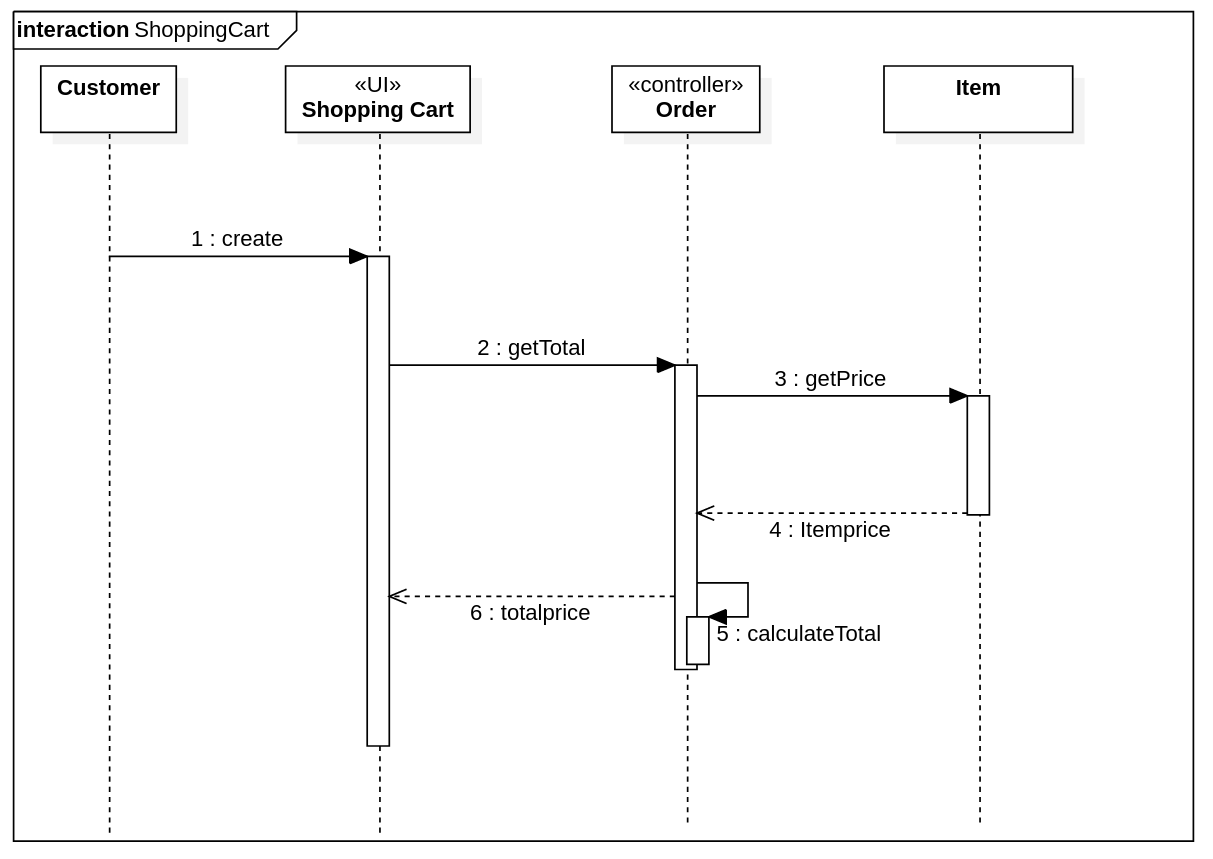 interaction ShoppingCart
Customer
«UI»
Shopping Cart
«controller»
Order
Item
1 : create
2 : getTotal
3 : getPrice
4 : Itemprice
6 : totalprice
5 : calculateTotal